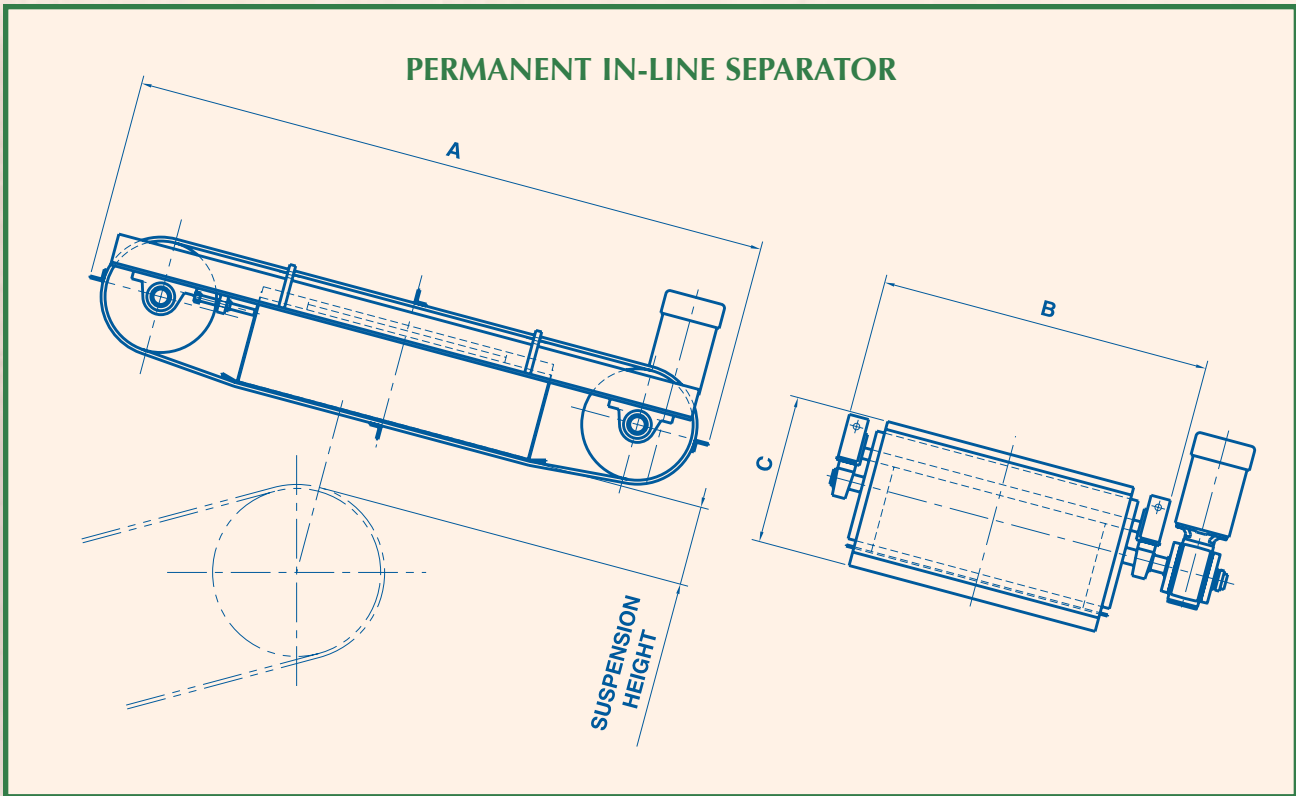 PERMANENT IN-LINE SEPARATOR
A
B
C
SUSPENSION
HEIGHT